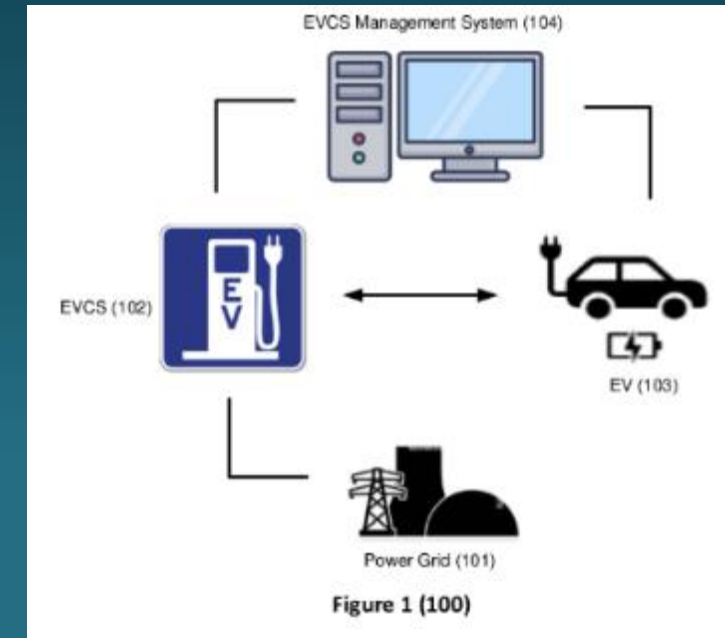 EVCS Management System (104)
EV
EVCS (102)
EV (103)
Power Grid (101)
Figure 1 (100)